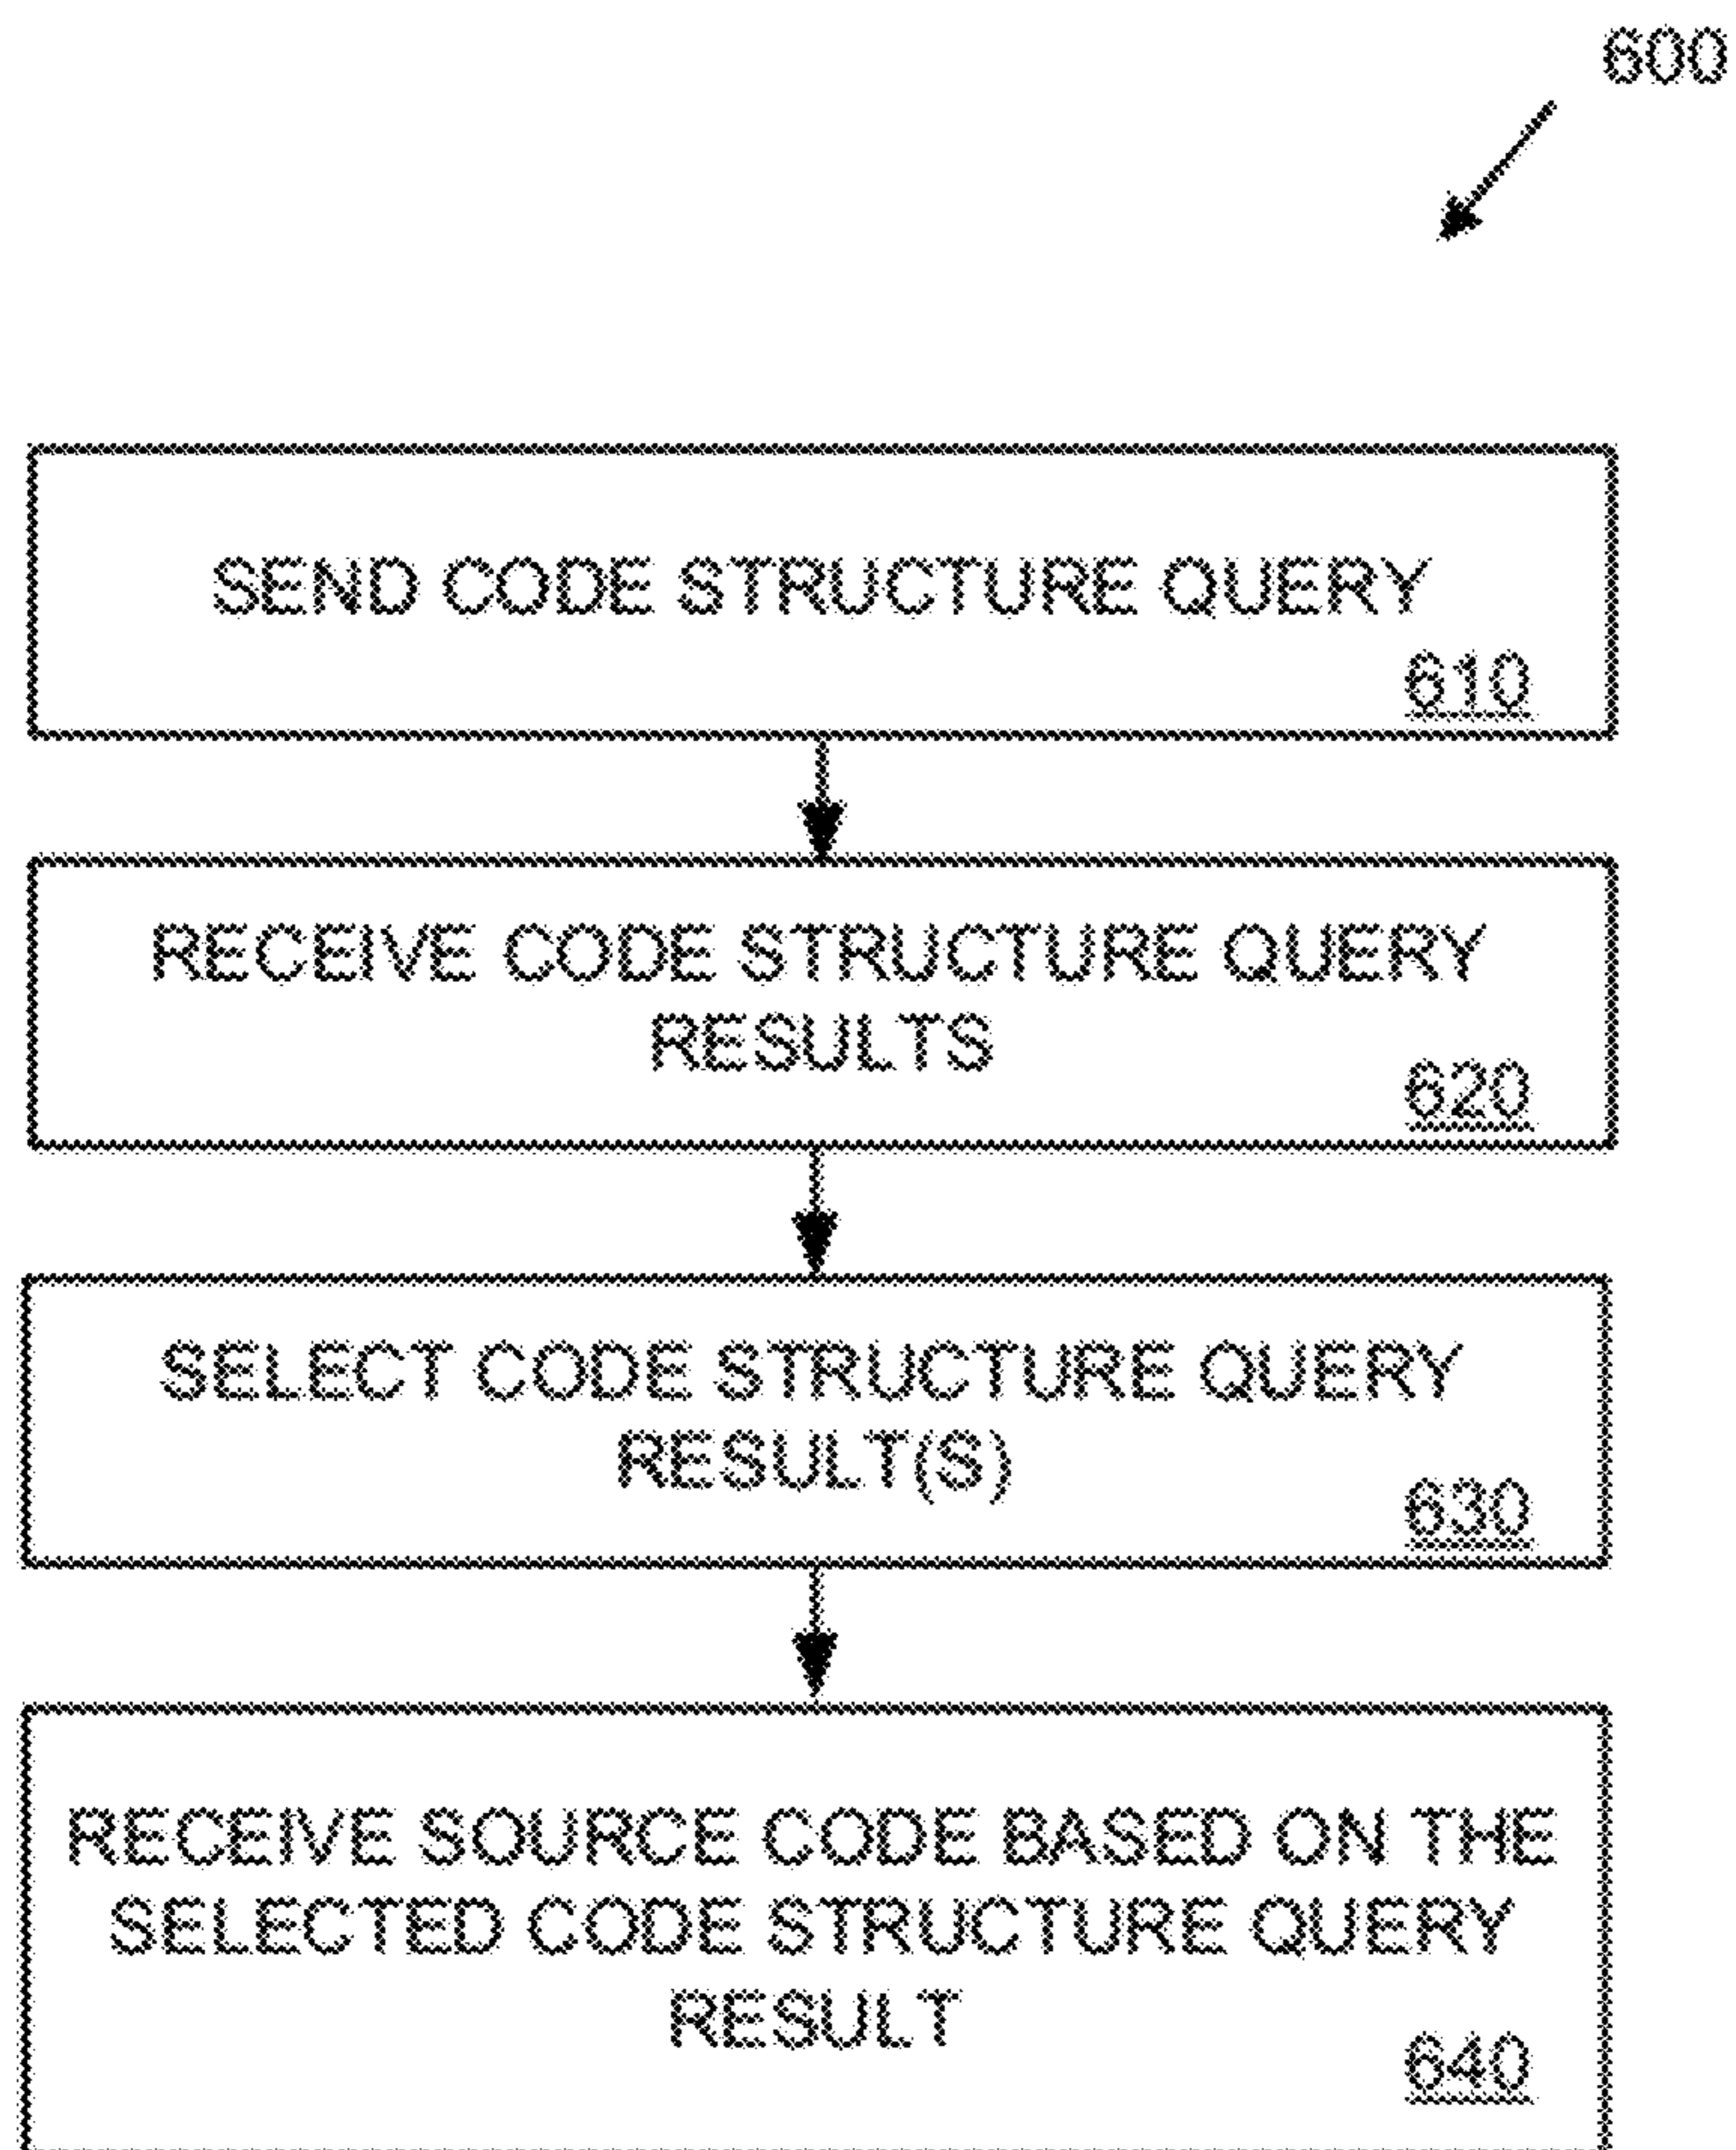 600
SEND CODE STRUCTURE QUERY
610
RECEIVE CODE STRUCTURE QUERY
RESULTS
620
SELECT CODE STRUCTURE QUERY
RESULT(S)
630
RECEIVE SOURCE CODE BASED ON THE
SELECTED CODE STRUCTURE QUERY
RESULT
640